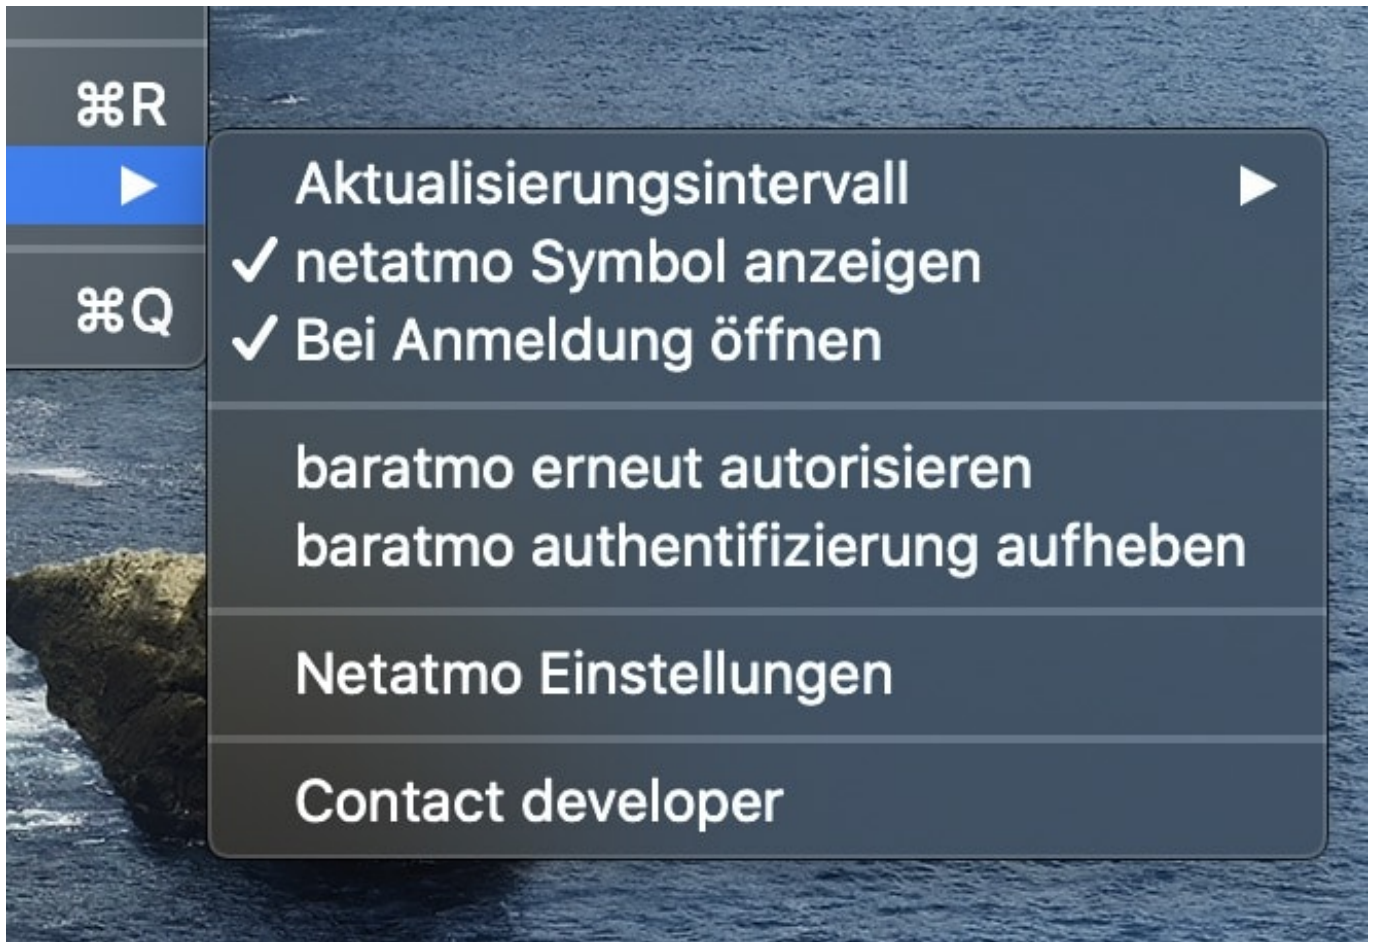 ⌘R
Aktualisierungsintervall
✓ netatmo Symbol anzeigen
✓ Bei Anmeldung öffnen
⌘Q
baratmo erneut autorisieren
baratmo authentifizierung aufheben
Netatmo Einstellungen
Contact developer